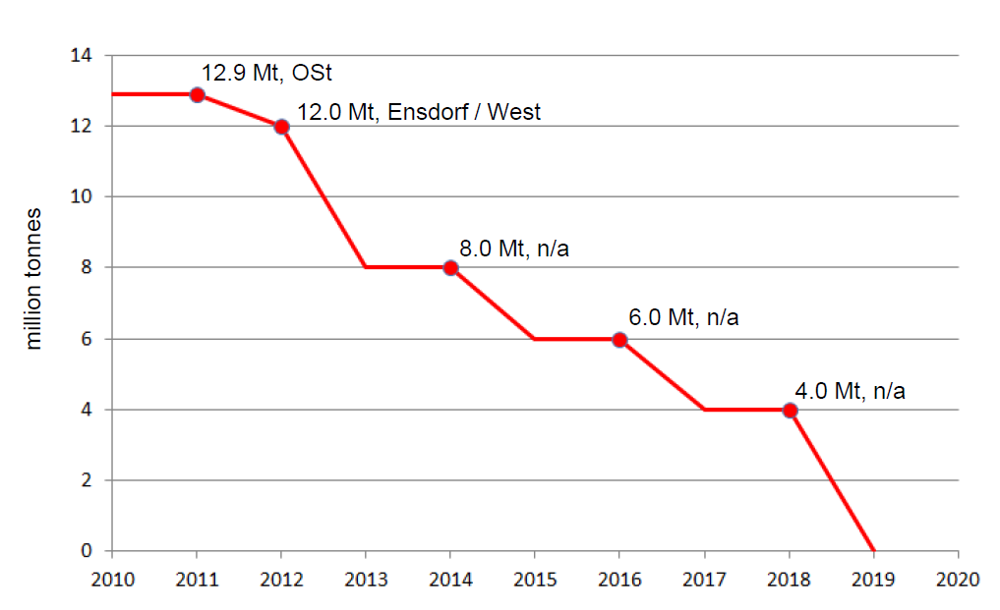 14
12.9 Mt, OSt
12.0 Mt, Ensdorf / West
12
10
8.0 Mt, n/a
8
6.0 Mt, n/a
6
4.0 Mt, n/a
4
2
0
million tonnes
2010 2011 2012 2013 2014 2015 2016 2017 2018 2019 2020